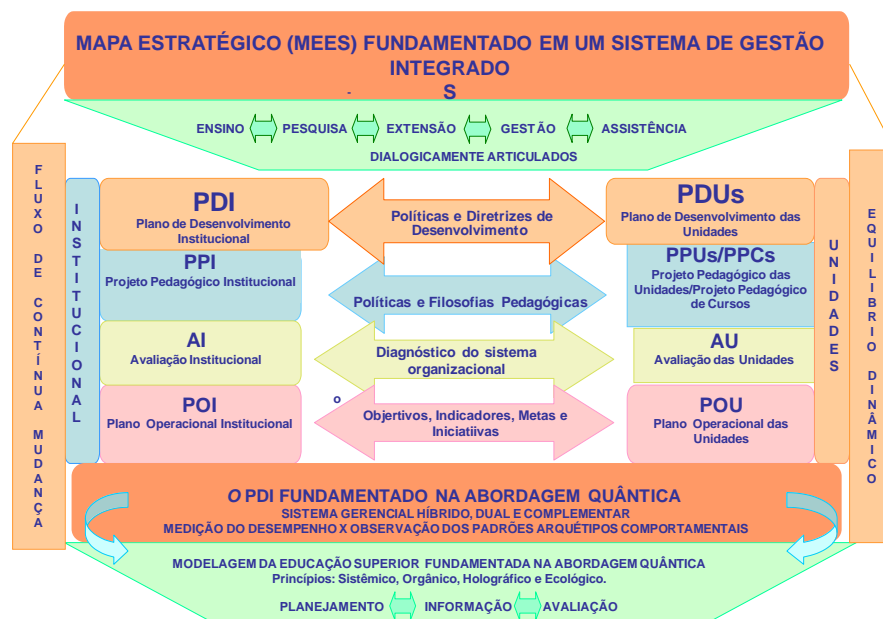 MAPA ESTRATÉGICO (MEES) FUNDAMENTADO EM UM SISTEMA DE GESTÃO
INTEGRADO
- S
ENSINO PESQUISA EXTENSÃO GESTÃO ASSISTÊNCIA
DIALOGICAMENTE ARTICULADOS
FLUXO DE CONTÍNUA MUDANÇA
INSTITUCIONAL
PDI
Plano de Desenvolvimento
Institucional
Políticas e Diretrizes de
Desenvolvimento
PDUs
Plano de Desenvolvimento das
Unidades
PPI
Projeto Pedagógico Institucional
Políticas e Filosofias Pedagógicas
PPUs/PPCs
Projeto Pedagógico das
Unidades/Projeto Pedagógico
de Cursos
AI
Avaliação Institucional
Diagnóstico do sistema
organizacional
AU
Avaliação das Unidades
POI
Plano Operacional Institucional
o
Objetivos, Indicadores, Metas e
Iniciatiivas
POU
Plano Operacional das
Unidades
UNIDADES
EQUILIBRIO DINÂMICO
O PDI FUNDAMENTADO NA ABORDAGEM QUÂNTICA
SISTEMA GERENCIAL HÍBRIDO, DUAL E COMPLEMENTAR
MEDIÇÃO DO DESEMPENHO X OBSERVAÇÃO DOS PADRÕES ARQUÉTIPOS COMPORTAMENTAIS
MODELAGEM DA EDUCAÇÃO SUPERIOR FUNDAMENTADA NA ABORDAGEM QUÂNTICA
Princípios: Sistêmico, Orgânico, Holográfico e Ecológico.
PLANEJAMENTO INFORMAÇÃO AVALIAÇÃO